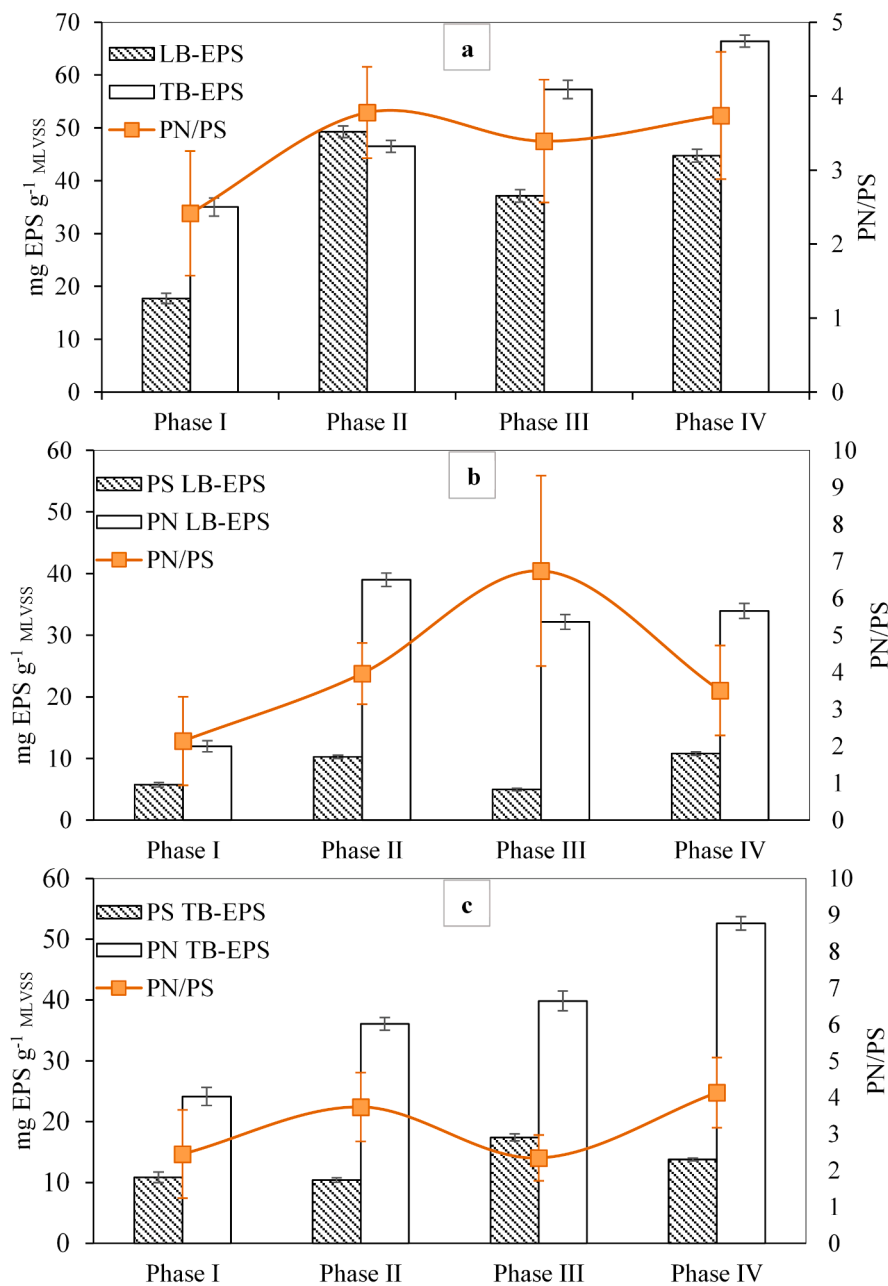 a
LB-EPS
TB-EPS
PN/PS
mg EPS g⁻¹ MLVSS
70
60
50
40
30
20
10
0
5
4
3
2
1
0
PN/PS
Phase I Phase II Phase III Phase IV
b
PS LB-EPS
PN LB-EPS
PN/PS
mg EPS g⁻¹ MLVSS
60
50
40
30
20
10
0
10
9
8
7
6
5
4
3
2
1
0
PN/PS
Phase I Phase II Phase III Phase IV
c
PS TB-EPS
PN TB-EPS
PN/PS
mg EPS g⁻¹ MLVSS
60
50
40
30
20
10
0
10
9
8
7
6
5
4
3
2
1
0
PN/PS
Phase I Phase II Phase III Phase IV